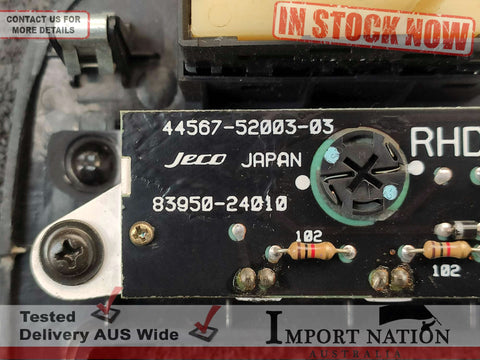 CONTACT US
FOR
MORE DETAILS
IN STOCK NOW
44567-52003-03
Jeco JAPAN
RHD
83950-24010
102
102
Tested
Delivery AUS Wide
IMPORT NATION
AUSTRALIA